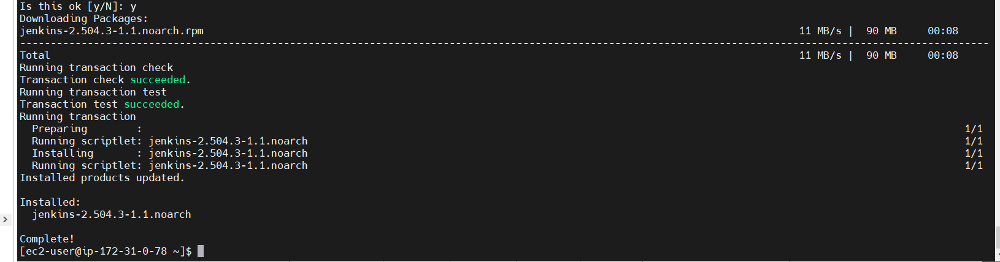 Is this ok [y/N]: y
Downloading Packages:
jenkins-2.504.3-1.1.noarch.rpm 11 MB/s | 90 MB 00:08
--------------------------------------------------------------------------------
Total 11 MB/s | 90 MB 00:08
Running transaction check
Transaction check succeeded.
Running transaction test
Transaction test succeeded.
Running transaction
Preparing : 1/1
Running scriptlet: jenkins-2.504.3-1.1.noarch 1/1
Installing : jenkins-2.504.3-1.1.noarch 1/1
Running scriptlet: jenkins-2.504.3-1.1.noarch 1/1
Installed products updated.
Installed:
jenkins-2.504.3-1.1.noarch
Complete!
[ec2-user@ip-172-31-0-78 ~]$